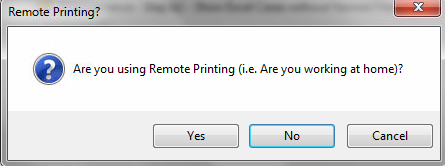 Remote Printing?
Are you using Remote Printing (i.e. Are you working at home)?
Yes
No
Cancel